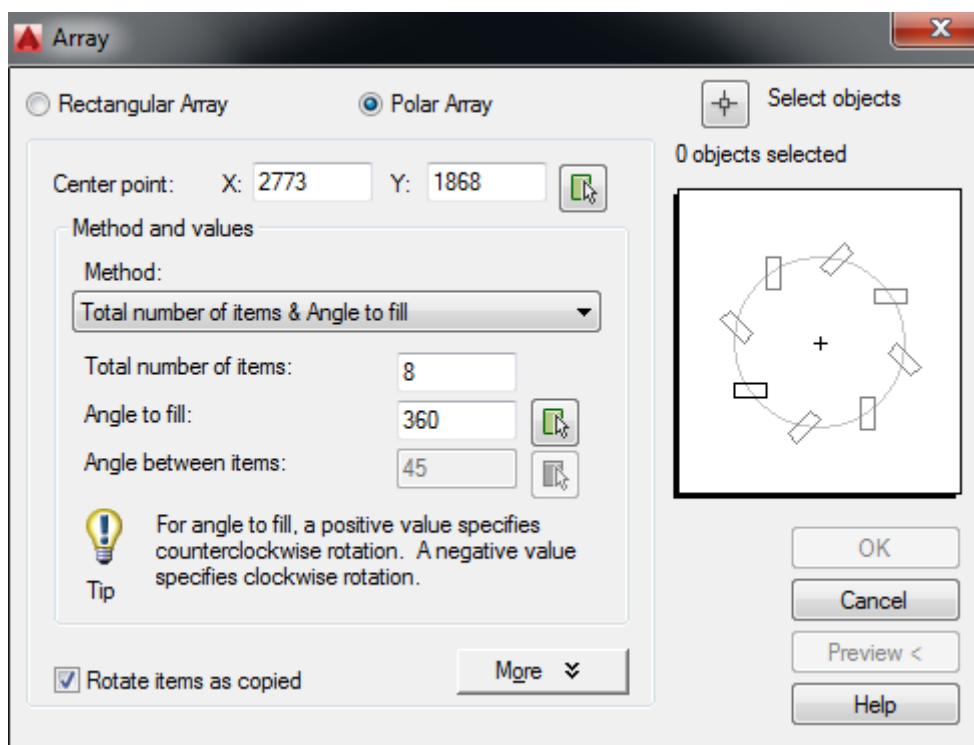 Array
Rectangular Array
Polar Array
Select objects
0 objects selected
Center point: X: 2773 Y: 1868
Method and values
Method:
Total number of items & Angle to fill
Total number of items: 8
Angle to fill: 360
Angle between items: 45
For angle to fill, a positive value specifies
counterclockwise rotation. A negative value
specifies clockwise rotation.
Tip
Rotate items as copied
More
OK
Cancel
Preview <
Help